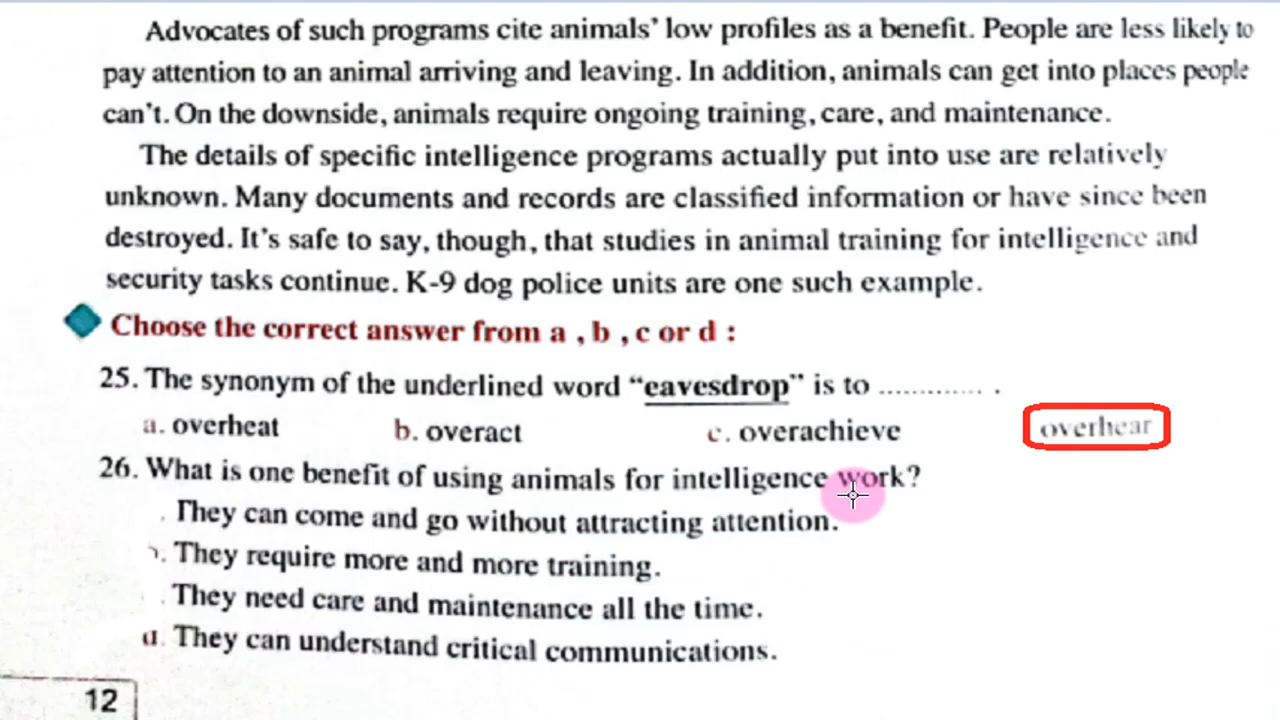 Advocates of such programs cite animals' low profiles as a benefit. People are less likely to
pay attention to an animal arriving and leaving. In addition, animals can get into places people
can't. On the downside, animals require ongoing training, care, and maintenance.
The details of specific intelligence programs actually put into use are relatively
unknown. Many documents and records are classified information or have since been
destroyed. It's safe to say, though, that studies in animal training for intelligence and
security tasks continue. K-9 dog police units are one such example.
Choose the correct answer from a , b , c or d :
25. The synonym of the underlined word “eavesdrop” is to ............. .
a. overheat b. overact c. overachieve overhear
26. What is one benefit of using animals for intelligence work?
They can come and go without attracting attention.
They require more and more training.
They need care and maintenance all the time.
d. They can understand critical communications.
12